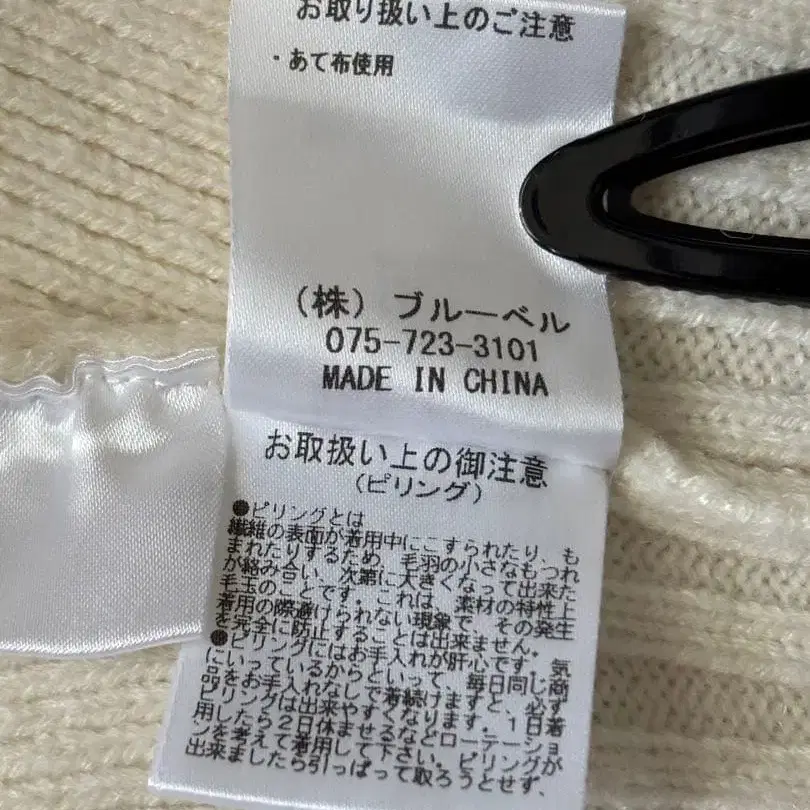 お取り扱い上のご注意
・あて布使用
(株) ブルーベル
075-723-3101
MADE IN CHINA
お取扱い上の御注意
(ピリング)
●ピリングとは
繊維の表面が着用中にこすられたり、も
まれたりするため、毛羽の小さなもつれ
が絡み合い、次第に大きくなって出来た
毛玉のことです。これは、素材の特性上
着用の際避けられない現象で、その発生
を完全に防止することは出来ません。
●ピリングにはお手入れが肝心です。気
にいっているからといって、毎日同じ商
品をお手入れなしで着続けますと、必ず
ピリングは出来やすくなります。1日着
用したら2日休ませるなどローテーショ
ンを考えて着用して下さい。ピリングが
出来ましたら引っぱって取ろうとせず、